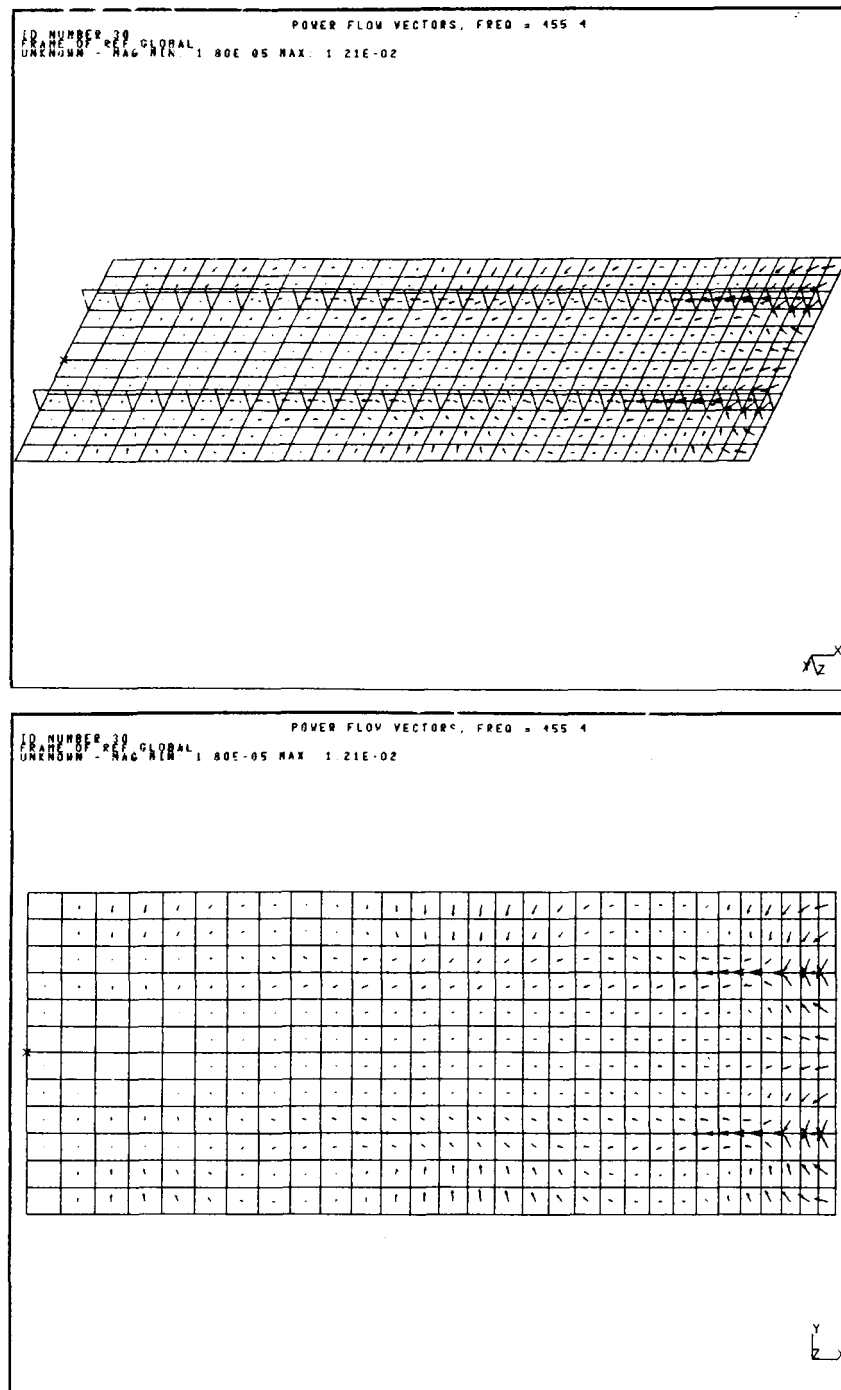 POWER FLOW VECTORS, FREQ = 455 4
ID NUMBER 30
FRAME OF REF GLOBAL
UNKNOWN - MAG MIN: 1 80E-05 MAX: 1 21E-02
X
Y
Z
POWER FLOW VECTORS, FREQ = 455 4
ID NUMBER 30
FRAME OF REF GLOBAL
UNKNOWN - MAG MIN 1 80E-05 MAX 1.21E-02
Y
Z